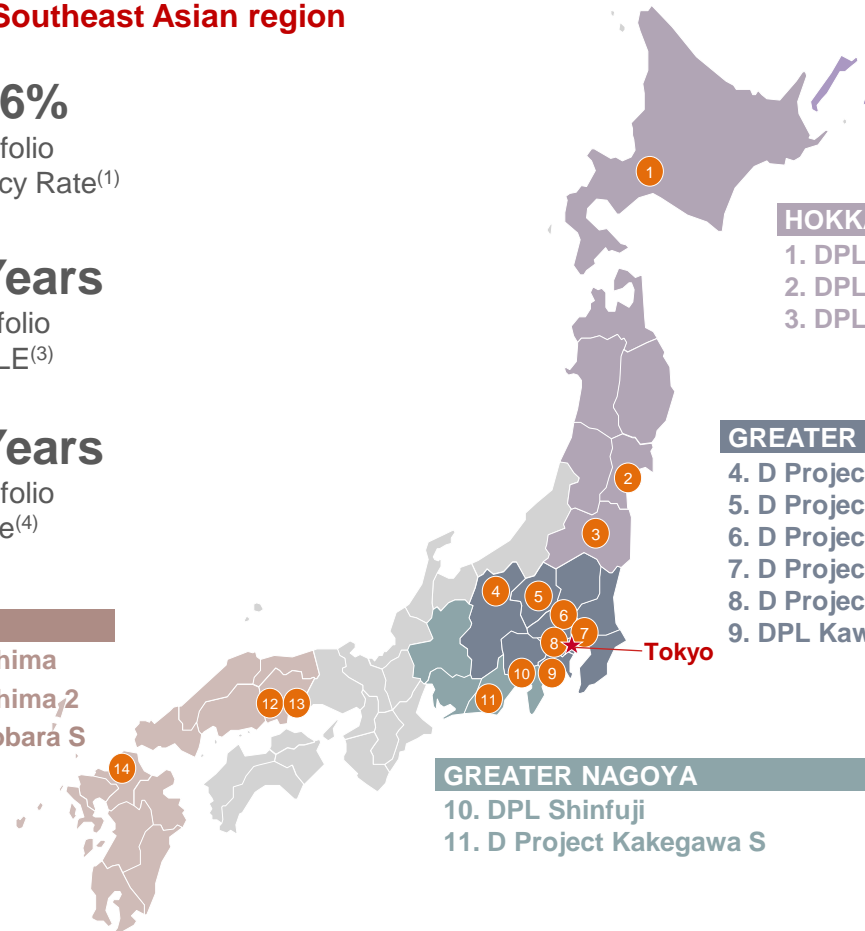 Southeast Asian region
6%
folio
cy Rate(1)
Years
folio
LE(3)
Years
folio
e(4)
hima
hima 2
obara S
HOKKA
1. DPL
2. DPL
3. DPL
GREATER
4. D Projec
5. D Projec
6. D Projec
7. D Projec
8. D Projec
9. DPL Kaw
Tokyo
GREATER NAGOYA
10. DPL Shinfuji
11. D Project Kakegawa S
1
2
3
4
5
6
7
8
9
10
11
12
13
14